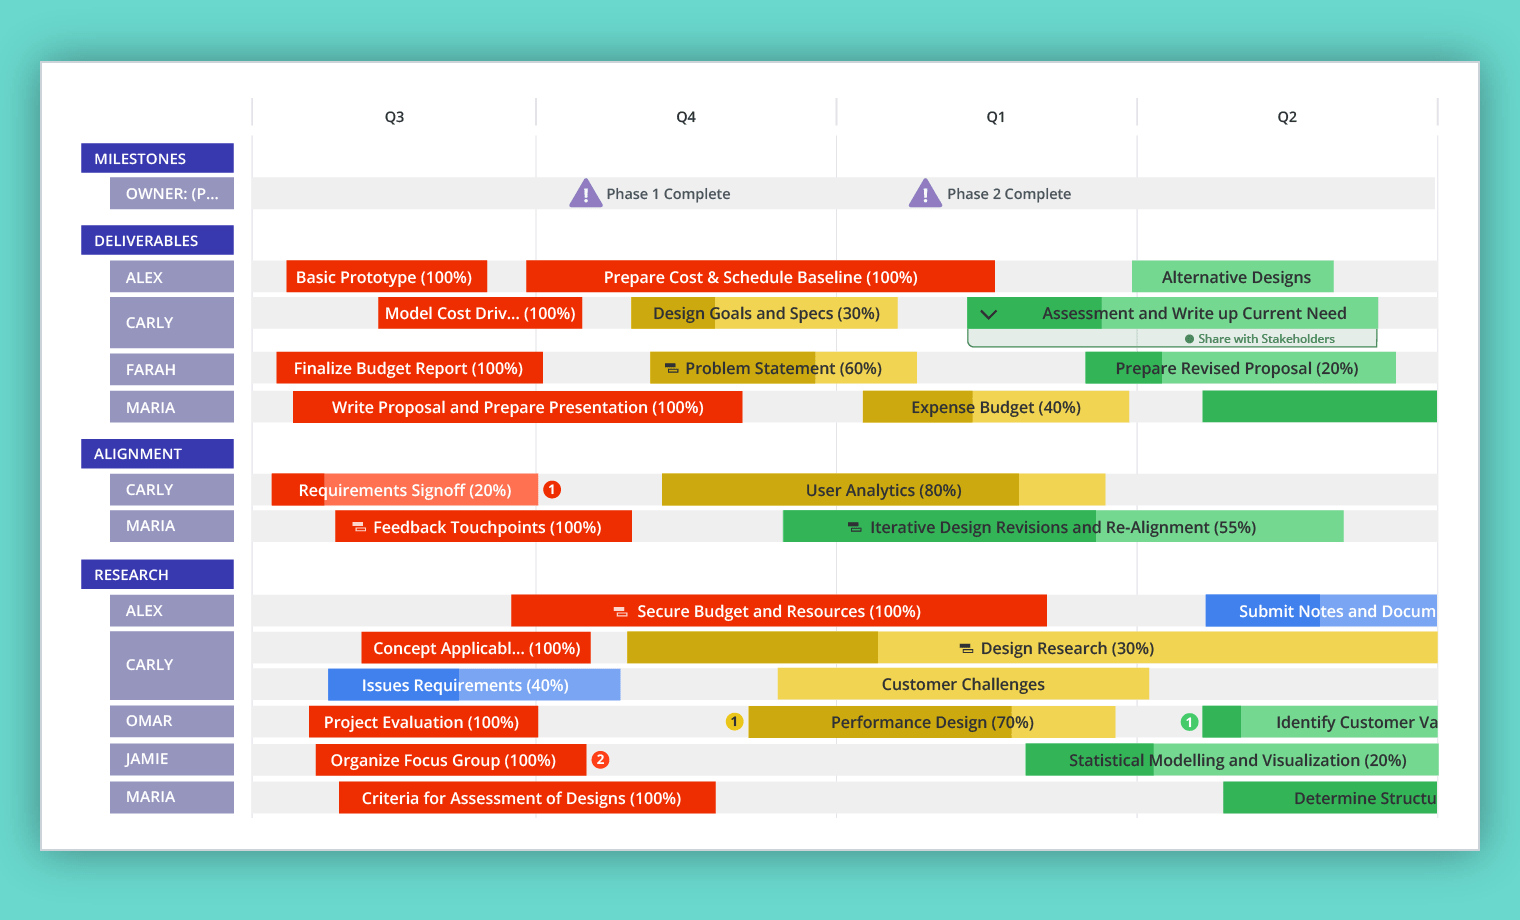 Q3 Q4 Q1 Q2
MILESTONES
OWNER: (P... ! Phase 1 Complete ! Phase 2 Complete
DELIVERABLES
ALEX Basic Prototype (100%) Prepare Cost & Schedule Baseline (100%) Alternative Designs
CARLY Model Cost Driv... (100%) Design Goals and Specs (30%) Assessment and Write up Current Need
Share with Stakeholders
FARAH Finalize Budget Report (100%) Problem Statement (60%) Prepare Revised Proposal (20%)
MARIA Write Proposal and Prepare Presentation (100%) Expense Budget (40%)
ALIGNMENT
CARLY Requirements Signoff (20%) 1 User Analytics (80%)
MARIA Feedback Touchpoints (100%) Iterative Design Revisions and Re-Alignment (55%)
RESEARCH
ALEX Secure Budget and Resources (100%) Submit Notes and Docum
CARLY Concept Applicabl... (100%) Design Research (30%)
Issues Requirements (40%) Customer Challenges
OMAR Project Evaluation (100%) 1 Performance Design (70%) 1 Identify Customer Va
JAMIE Organize Focus Group (100%) 2 Statistical Modelling and Visualization (20%)
MARIA Criteria for Assessment of Designs (100%) Determine Structu